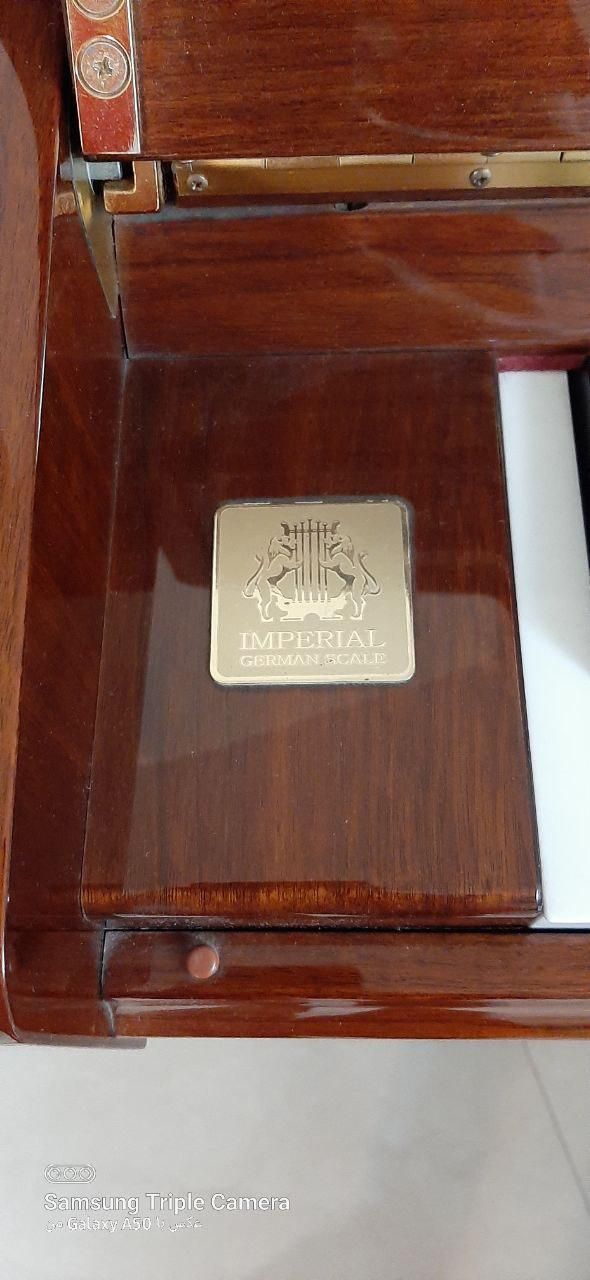 IMPERIAL
GERMAN SCALE
Samsung Triple Camera
عکس با Galaxy A50 من